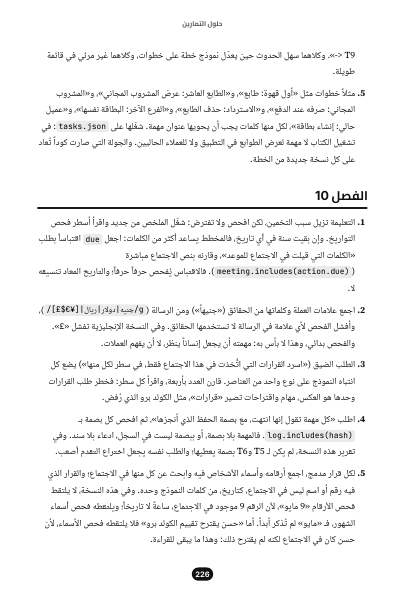 حلول التمارين
T9 <-». وكلاهما سهل الحدوث حين يعدّل نموذج خطة على خطوات، وكلاهما غير مرئي في قائمة
طويلة.
5. مثلاً خطوات مثل «أول قهوة: طابع»، و«الطابع العاشر: عرض المشروب المجاني»، و«المشروب
المجاني: صرفه عند الدفع»، و«الاسترداد: حذف الطابع»، و«الفرع الآخر: البطاقة نفسها»، و«عميل
حالي: إنشاء بطاقة»، لكل منها كلمات يجب أن يحويها عنوان مهمة. شغّلها على tasks.json: في
تشغيل الكتاب لا مهمة لعرض الطوابع في التطبيق ولا للعملاء الحاليين. والجولة التي صارت كوداً تُعاد
على كل نسخة جديدة من الخطة.
الفصل 10
1. التعليمة تزيل سبب التخمين، لكن افحص ولا تفترض: شغّل الملخص من جديد واقرأ أسطر فحص
التواريخ. وإن بقيت سنة في أي تاريخ، فالمخطط يساعد أكثر من الكلمات: اجعل due اقتباساً بطلب
«الكلمات التي قيلت في الاجتماع للموعد»، وقارنه بنص الاجتماع مباشرة
(meeting.includes(action.due)). فالاقتباس يُفحص حرفاً حرفاً؛ والتاريخ المعاد تنسيقه
لا.
2. اجمع علامات العملة وكلماتها من الحقائق («جنيهاً») ومن الرسالة (/[£$€¥]|جنيه|دولار|ريال/g)،
وأفشل الفحص لأي علامة في الرسالة لا تستخدمها الحقائق. وفي النسخة الإنجليزية تفشل «£».
والفحص بدائي، وهذا لا بأس به: مهمته أن يجعل إنساناً ينظر، لا أن يفهم العملات.
3. الطلب الضيق («اسرد القرارات التي اتُّخذت في هذا الاجتماع فقط، في سطر لكل منها») يضع كل
انتباه النموذج على نوع واحد من العناصر. قارن العدد بأربعة، واقرأ كل سطر: فخطر طلب القرارات
وحدها هو العكس، مهام واقتراحات تصير «قرارات»، مثل الكولد برو الذي رُفض.
4. اطلب «كل مهمة تقول إنها انتهت، مع بصمة الحفظ الذي أنجزها»، ثم افحص كل بصمة بـ
log.includes(hash). فالمهمة بلا بصمة، أو ببصمة ليست في السجل، ادعاء بلا سند. وفي
تقرير هذه النسخة، لم يكن لـ T5 وT6 بصمة يعطيها؛ والطلب نفسه يجعل اختراع التقدم أصعب.
5. لكل قرار مدمج، اجمع أرقامه وأسماء الأشخاص فيه وابحث عن كل منها في الاجتماع؛ والقرار الذي
فيه رقم أو اسم ليس في الاجتماع، كتاريخ، من كلمات النموذج وحده. وفي هذه النسخة، لا يلتقط
فحص الأرقام «9 مايو»، لأن الرقم 9 موجود في الاجتماع، ساعةً لا تاريخاً؛ ويلتقطه فحص أسماء
الشهور، فـ «مايو» لم تُذكر أبداً. أما «حسن يقترح تقييم الكولد برو» فلا يلتقطه فحص الأسماء، لأن
حسن كان في الاجتماع لكنه لم يقترح ذلك: وهذا ما يبقى للقراءة.
226